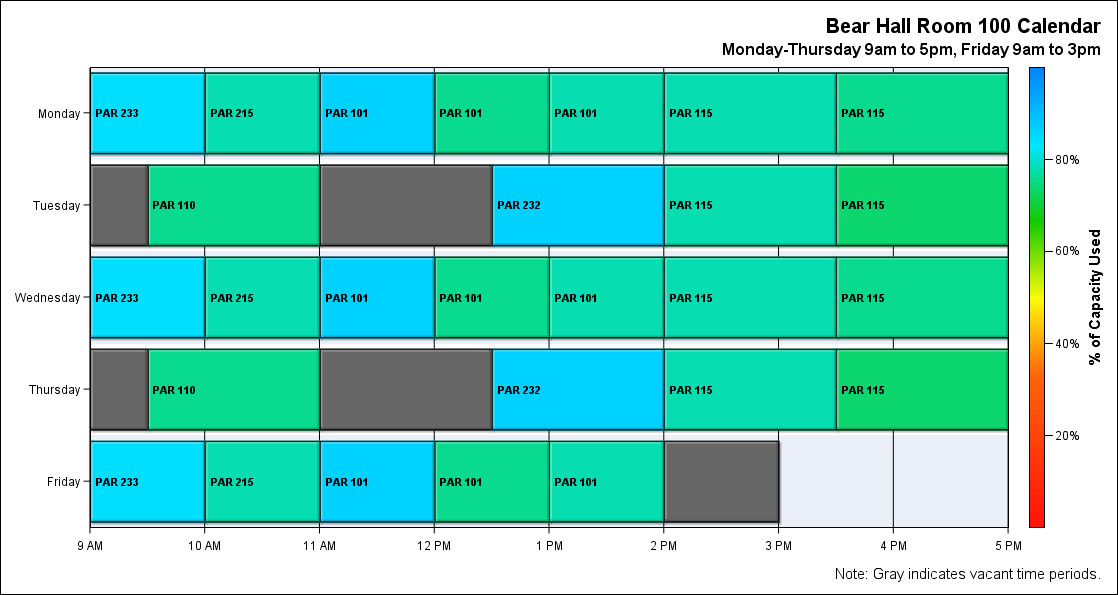 Bear Hall Room 100 Calendar
Monday-Thursday 9am to 5pm, Friday 9am to 3pm
Monday PAR 233 PAR 215 PAR 101 PAR 101 PAR 101 PAR 115 PAR 115
Tuesday PAR 110 PAR 232 PAR 115 PAR 115
Wednesday PAR 233 PAR 215 PAR 101 PAR 101 PAR 101 PAR 115 PAR 115
Thursday PAR 110 PAR 232 PAR 115 PAR 115
Friday PAR 233 PAR 215 PAR 101 PAR 101 PAR 101
9 AM 10 AM 11 AM 12 PM 1 PM 2 PM 3 PM 4 PM 5 PM
80%
60%
40%
20%
% of Capacity Used
Note: Gray indicates vacant time periods.